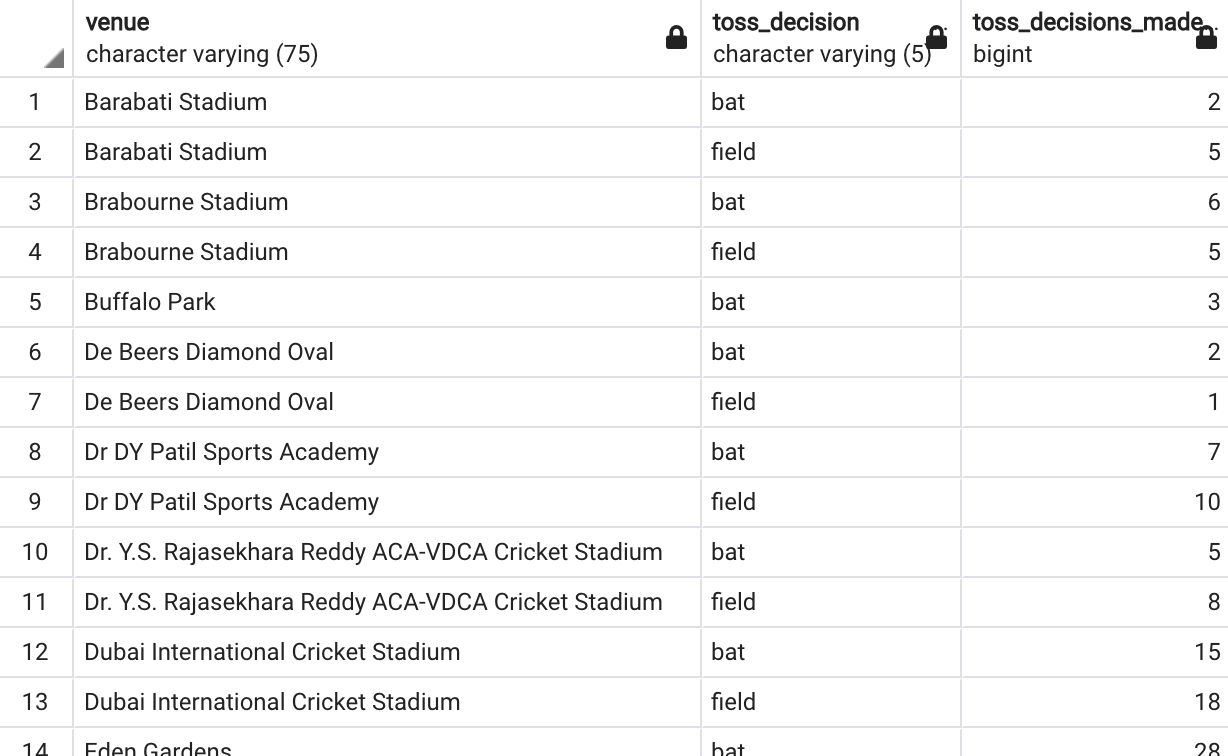 venue toss_decision toss_decisions_made
character varying (75) character varying (5) bigint
1 Barabati Stadium bat 2
2 Barabati Stadium field 5
3 Brabourne Stadium bat 6
4 Brabourne Stadium field 5
5 Buffalo Park bat 3
6 De Beers Diamond Oval bat 2
7 De Beers Diamond Oval field 1
8 Dr DY Patil Sports Academy bat 7
9 Dr DY Patil Sports Academy field 10
10 Dr. Y.S. Rajasekhara Reddy ACA-VDCA Cricket Stadium bat 5
11 Dr. Y.S. Rajasekhara Reddy ACA-VDCA Cricket Stadium field 8
12 Dubai International Cricket Stadium bat 15
13 Dubai International Cricket Stadium field 18
14 Eden Gardens bat 28